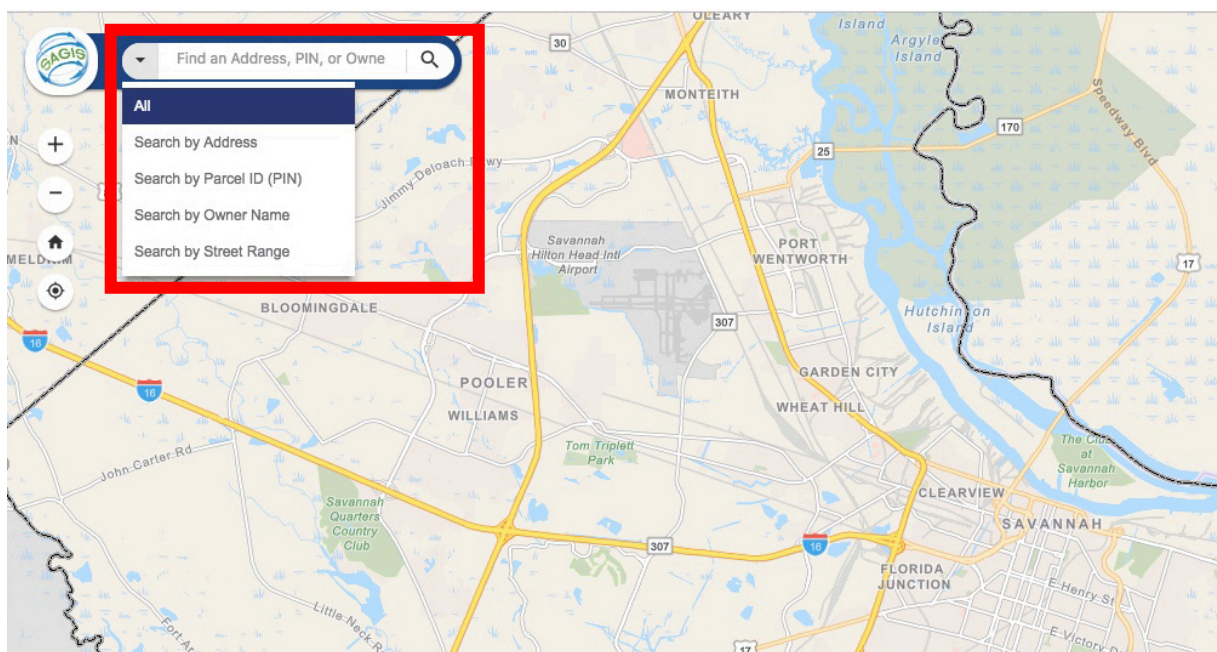 SAGIS
Find an Address, PIN, or Owne
All
Search by Address
Search by Parcel ID (PIN)
Search by Owner Name
Search by Street Range
OLEARY
30
Island
Argyle
Island
MONTEITH
Speedway Blvd
170
25
Jimmy Deloach Pkwy
Savannah
Hilton Head Intl
Airport
PORT
WENTWORTH
17
MELDRIM
BLOOMINGDALE
307
Hutchinson
Island
16
16
POOLER
GARDEN CITY
WILLIAMS
WHEAT HILL
Tom Triplett
Park
The Club
at
Savannah
Harbor
John Carter Rd
Savannah
Quarters
Country
Club
CLEARVIEW
SAVANNAH
307
16
FLORIDA
JUNCTION
E Henry St
Little Neck R
Fort Ar
E Victory D
17